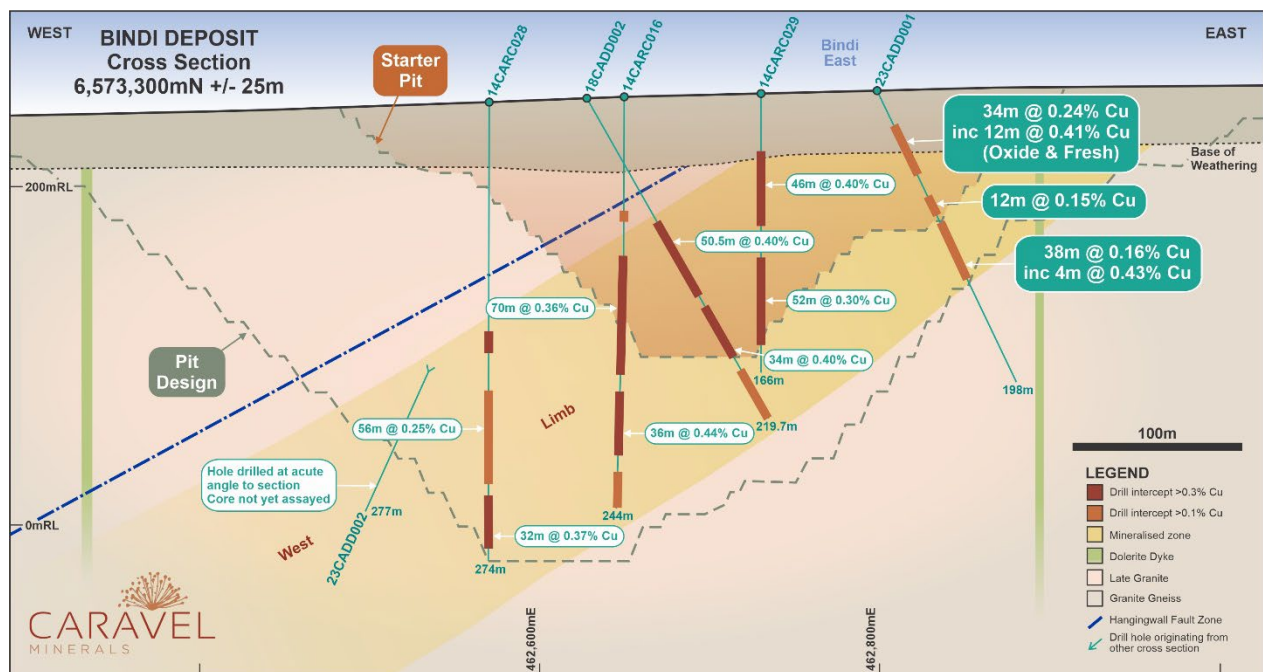 WEST
BINDI DEPOSIT
Cross Section
6,573,300mN +/- 25m
Starter
Pit
14CARC028
18CADD002
14CARC016
14CARC029
Bindi
East
23CADD001
EAST
34m @ 0.24% Cu
inc 12m @ 0.41% Cu
(Oxide & Fresh)
Base of
Weathering
200mRL
46m @ 0.40% Cu
12m @ 0.15% Cu
50.5m @ 0.40% Cu
38m @ 0.16% Cu
inc 4m @ 0.43% Cu
70m @ 0.36% Cu
52m @ 0.30% Cu
Pit
Design
34m @ 0.40% Cu
166m
198m
Limb
219.7m
56m @ 0.25% Cu
36m @ 0.44% Cu
Hole drilled at acute
angle to section
Core not yet assayed
277m
23CADD002
244m
0mRL
West
32m @ 0.37% Cu
274m
100m
LEGEND
Drill intercept >0.3% Cu
Drill intercept >0.1% Cu
Mineralised zone
Dolerite Dyke
Late Granite
Granite Gneiss
Hangingwall Fault Zone
Drill hole originating from
other cross section
462,600mE
462,800mE
CARAVEL
MINERALS